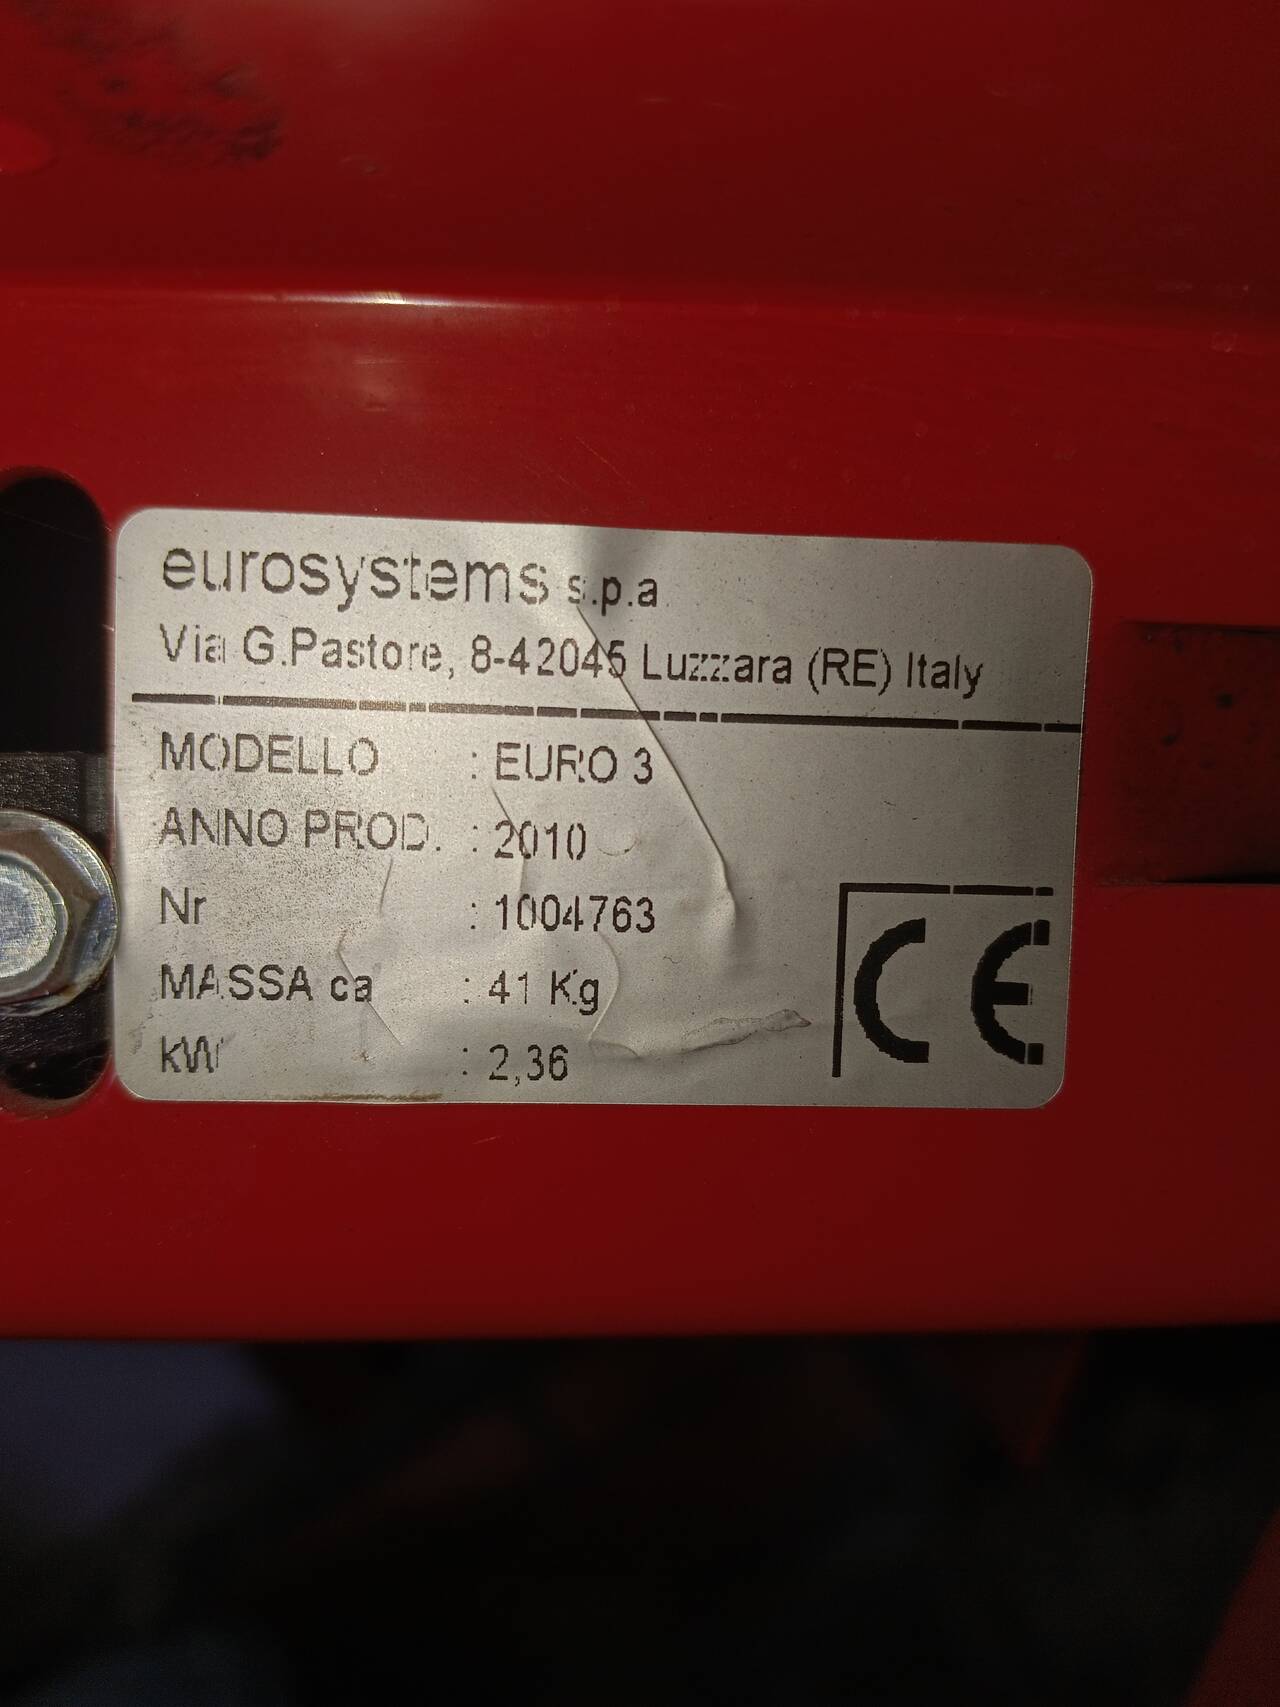 eurosystems s.p.a
Via G.Pastore, 8-42045 Luzzara (RE) Italy
MODELLO : EURO 3
ANNO PROD. : 2010
Nr : 1004763
MASSA ca : 41 Kg
kW : 2,36
CE